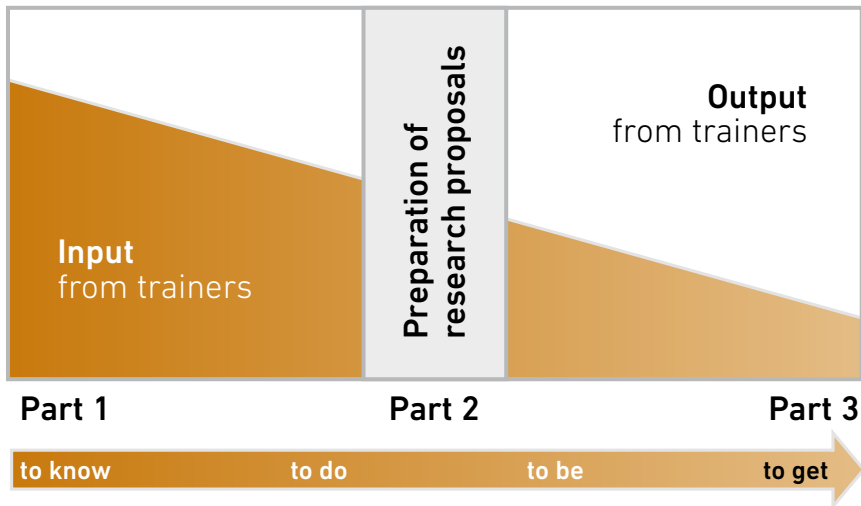 Input
from trainers
Preparation of
research proposals
Output
from trainers
Part 1
Part 2
Part 3
to know
to do
to be
to get